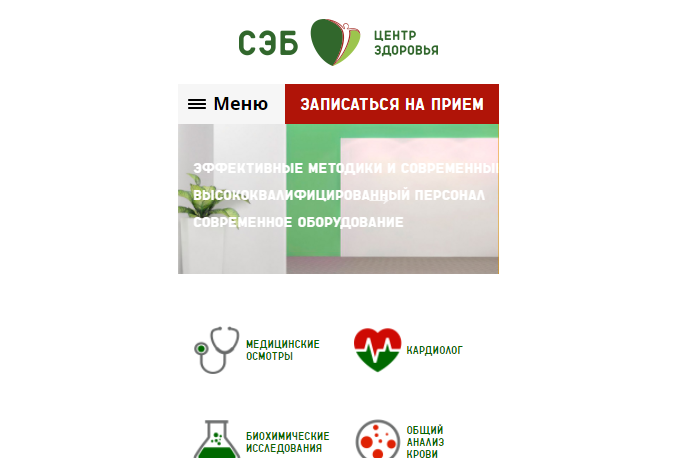 СЭБ
ЦЕНТР
ЗДОРОВЬЯ
Меню
ЗАПИСАТЬСЯ НА ПРИЕМ
ЭФФЕКТИВНЫЕ МЕТОДИКИ И СОВРЕМЕННЫ
ВЫСОКОКВАЛИФИЦИРОВАННЫЙ ПЕРСОНАЛ
СОВРЕМЕННОЕ ОБОРУДОВАНИЕ
МЕДИЦИНСКИЕ
ОСМОТРЫ
КАРДИОЛОГ
БИОХИМИЧЕСКИЕ
ИССЛЕДОВАНИЯ
ОБЩИЙ
АНАЛИЗ
КРОВИ